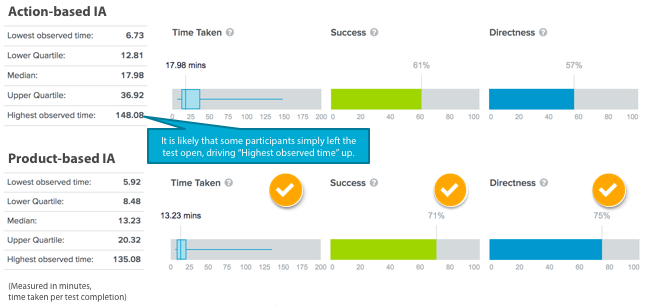 Action-based IA
Lowest observed time: 6.73
Lower Quartile: 12.81
Median: 17.98
Upper Quartile: 36.92
Highest observed time: 148.08
Time Taken ?
17.98 mins
0 25 50 75 100 125 150 175 200
Success ?
61%
0 20 40 60 80 100
Directness ?
57%
0 20 40 60 80 100
It is likely that some participants simply left the
test open, driving “Highest observed time” up.
Product-based IA
Lowest observed time: 5.92
Lower Quartile: 8.48
Median: 13.23
Upper Quartile: 20.32
Highest observed time: 135.08
Time Taken ?
13.23 mins
0 25 50 75 100 125 150 175 200
Success ?
71%
0 20 40 60 80 100
Directness ?
75%
0 20 40 60 80 100
(Measured in minutes,
time taken per test completion)